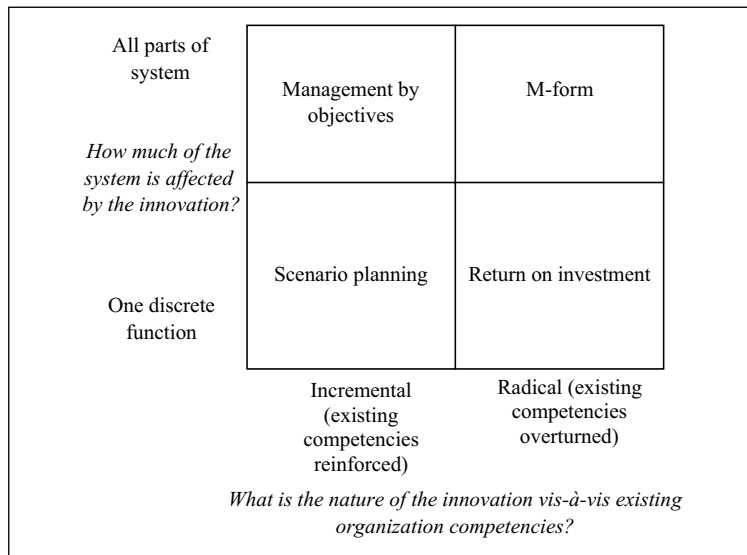 All parts of
system
Management by
objectives
M-form
How much of the
system is affected
by the innovation?
Scenario planning
Return on investment
One discrete
function
Incremental
(existing
competencies
reinforced)
Radical (existing
competencies
overturned)
What is the nature of the innovation vis-à-vis existing
organization competencies?